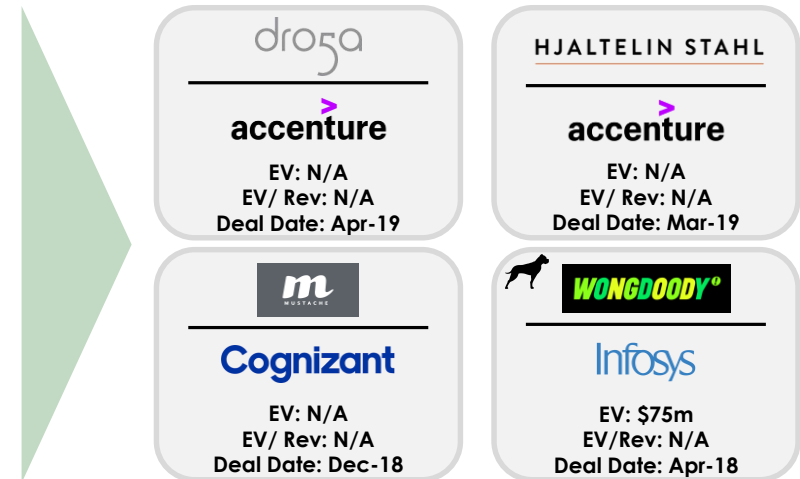 droga
accenture
EV: N/A
EV/ Rev: N/A
Deal Date: Apr-19
HJALTELIN STAHL
accenture
EV: N/A
EV/ Rev: N/A
Deal Date: Mar-19
m
MUSTACHE
Cognizant
EV: N/A
EV/ Rev: N/A
Deal Date: Dec-18
WONGDOODY
Infosys
EV: $75m
EV/Rev: N/A
Deal Date: Apr-18